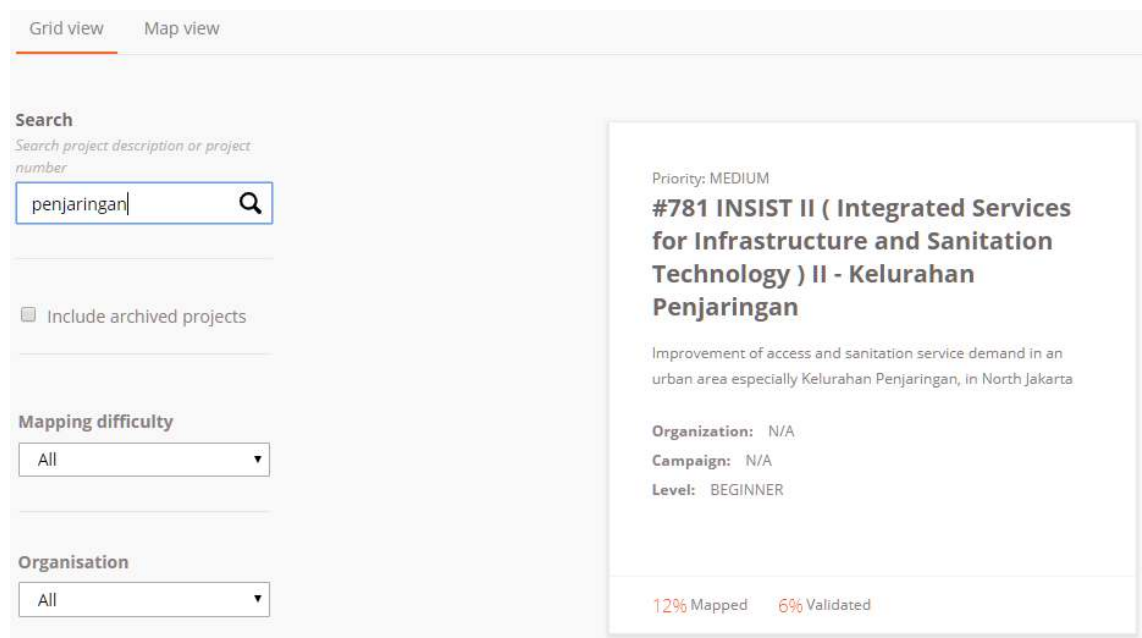 Grid view Map view
Search
Search project description or project
number
penjaringan
Include archived projects
Mapping difficulty
All
Organisation
All
Priority: MEDIUM
#781 INSIST II ( Integrated Services
for Infrastructure and Sanitation
Technology ) II - Kelurahan
Penjaringan
Improvement of access and sanitation service demand in an
urban area especially Kelurahan Penjaringan, in North Jakarta
Organization: N/A
Campaign: N/A
Level: BEGINNER
12% Mapped 6% Validated